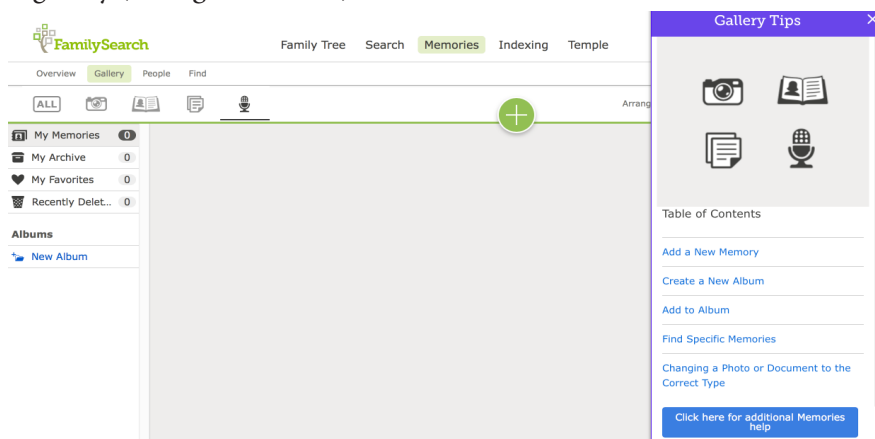 FamilySearch
Family Tree Search Memories Indexing Temple
Overview Gallery People Find
ALL
Arrang
My Memories 0
My Archive 0
My Favorites 0
Recently Delet... 0
Albums
New Album
Gallery Tips
Table of Contents
Add a New Memory
Create a New Album
Add to Album
Find Specific Memories
Changing a Photo or Document to the
Correct Type
Click here for additional Memories
help